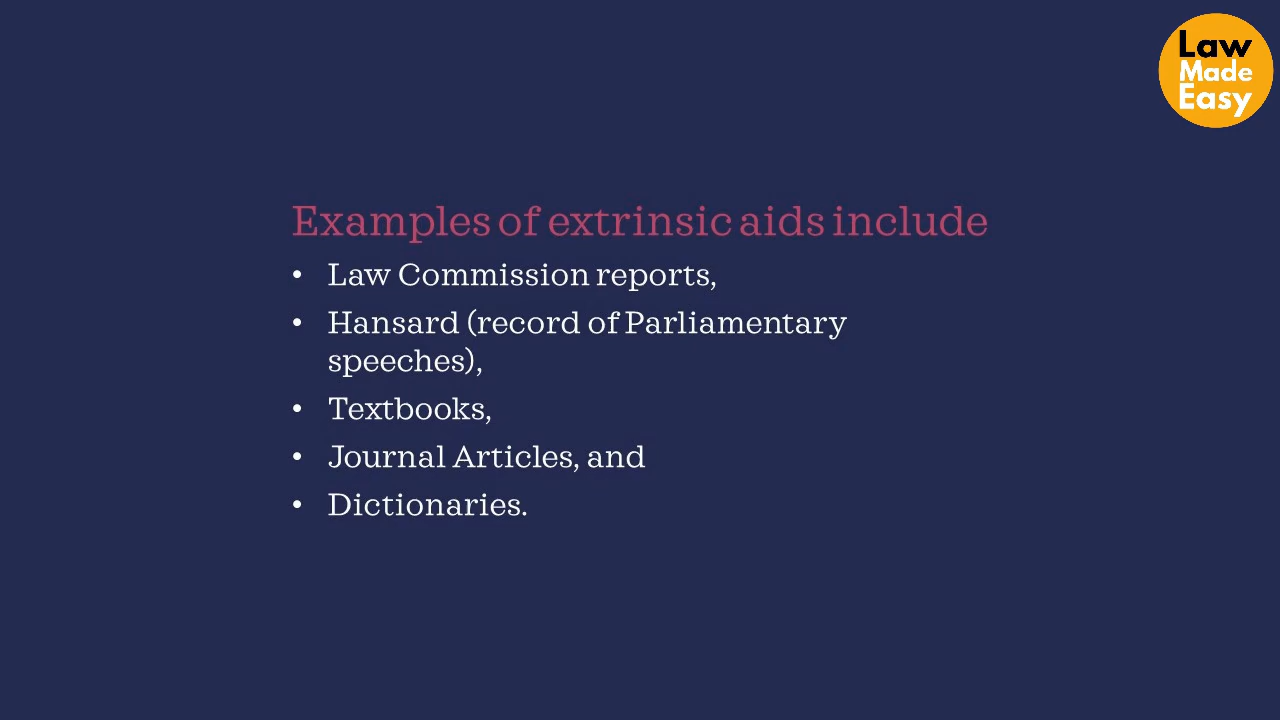 Law
Made
Easy
Examples of extrinsic aids include
• Law Commission reports,
• Hansard (record of Parliamentary
speeches),
• Textbooks,
• Journal Articles, and
• Dictionaries.